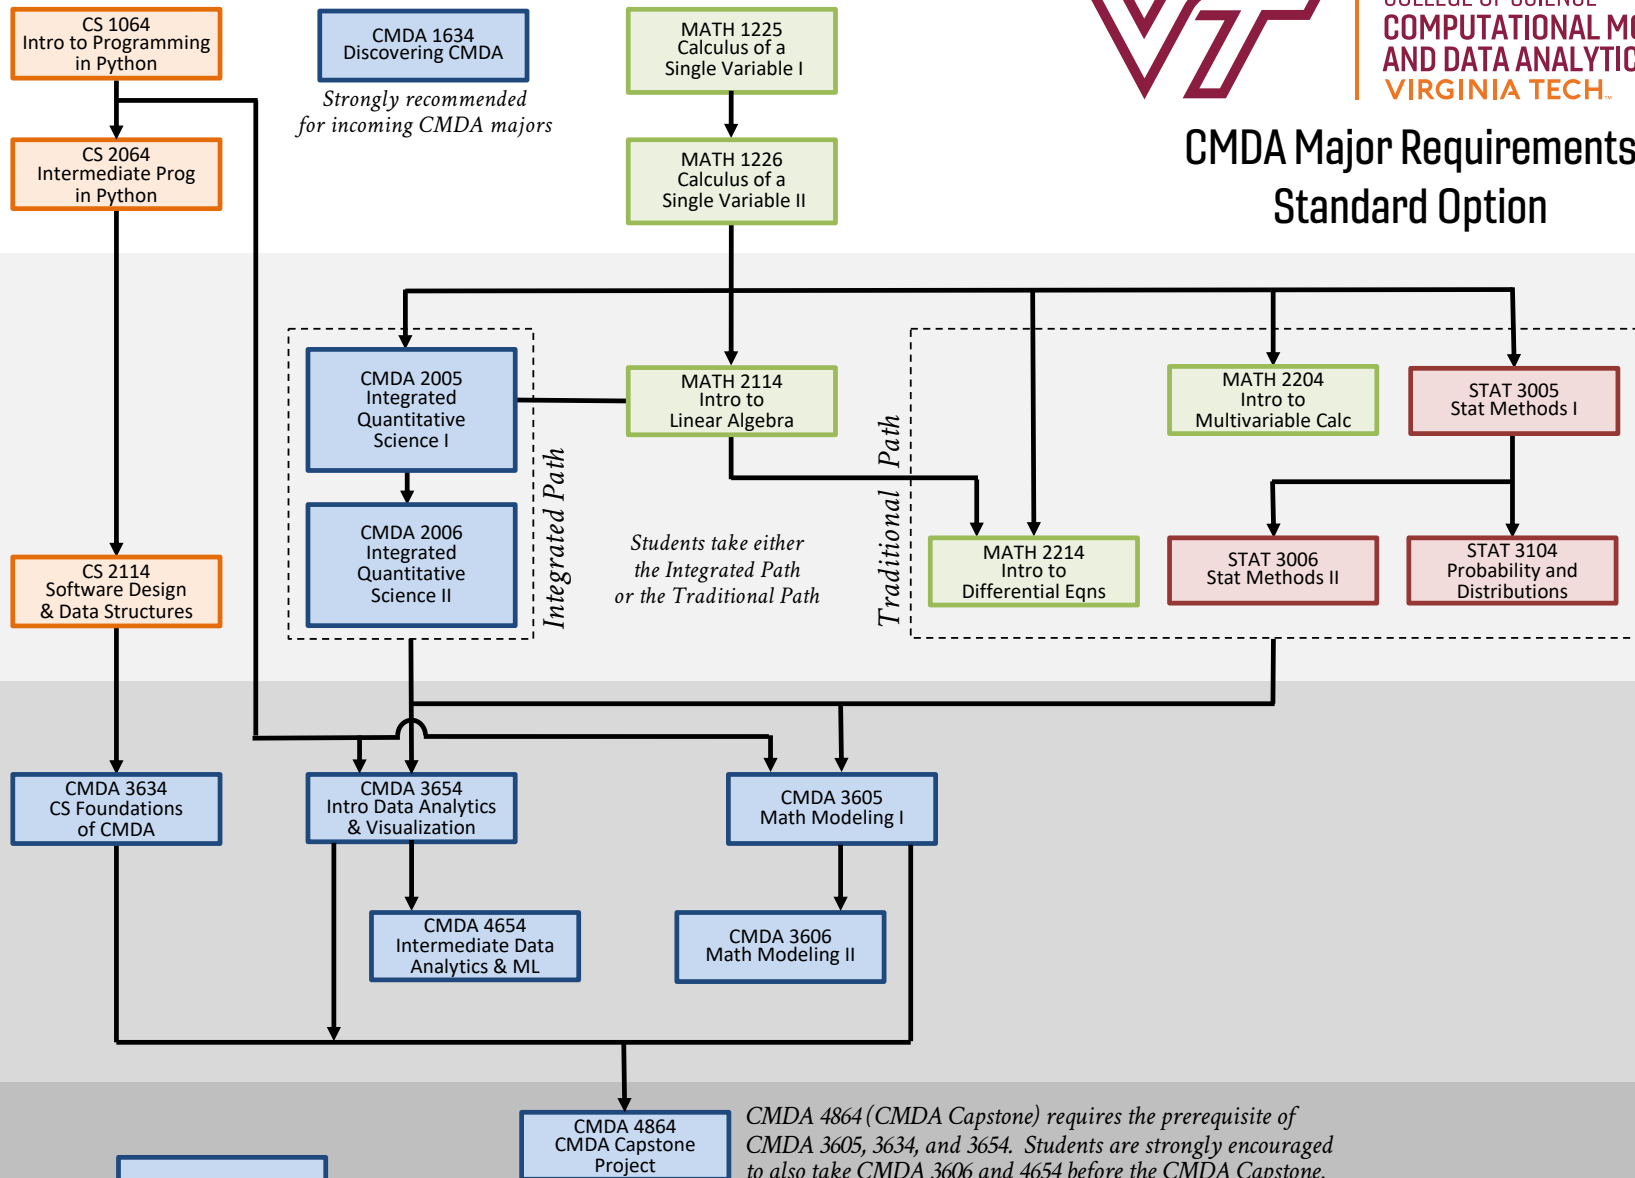 CS 1064
Intro to Programming
in Python
CMDA 1634
Discovering CMDA
Strongly recommended
for incoming CMDA majors
MATH 1225
Calculus of a
Single Variable I
COMPUTATIONAL
AND DATA
VIRGINIA TECH™
CMDA Major Requirements
Standard Option
CS 2064
Intermediate Prog
in Python
MATH 1226
Calculus of a
Single Variable II
CMDA 2005
Integrated
Quantitative
Science I
MATH 2114
Intro to
Linear Algebra
MATH 2204
Intro to
Multivariable Calc
STAT 3005
Stat Methods I
Integrated Path
Traditional Path
CMDA 2006
Integrated
Quantitative
Science II
Students take either
the Integrated Path
or the Traditional Path
MATH 2214
Intro to
Differential Eqns
STAT 3006
Stat Methods II
STAT 3104
Probability and
Distributions
CS 2114
Software Design
& Data Structures
CMDA 3634
CS Foundations
of CMDA
CMDA 3654
Intro Data Analytics
& Visualization
CMDA 3605
Math Modeling I
CMDA 4654
Intermediate Data
Analytics & ML
CMDA 3606
Math Modeling II
CMDA 4864
CMDA Capstone
Project
CMDA 4864 (CMDA Capstone) requires the prerequisite of
CMDA 3605, 3634, and 3654. Students are strongly encouraged
to also take CMDA 3606 and 4654 before the CMDA Capstone.